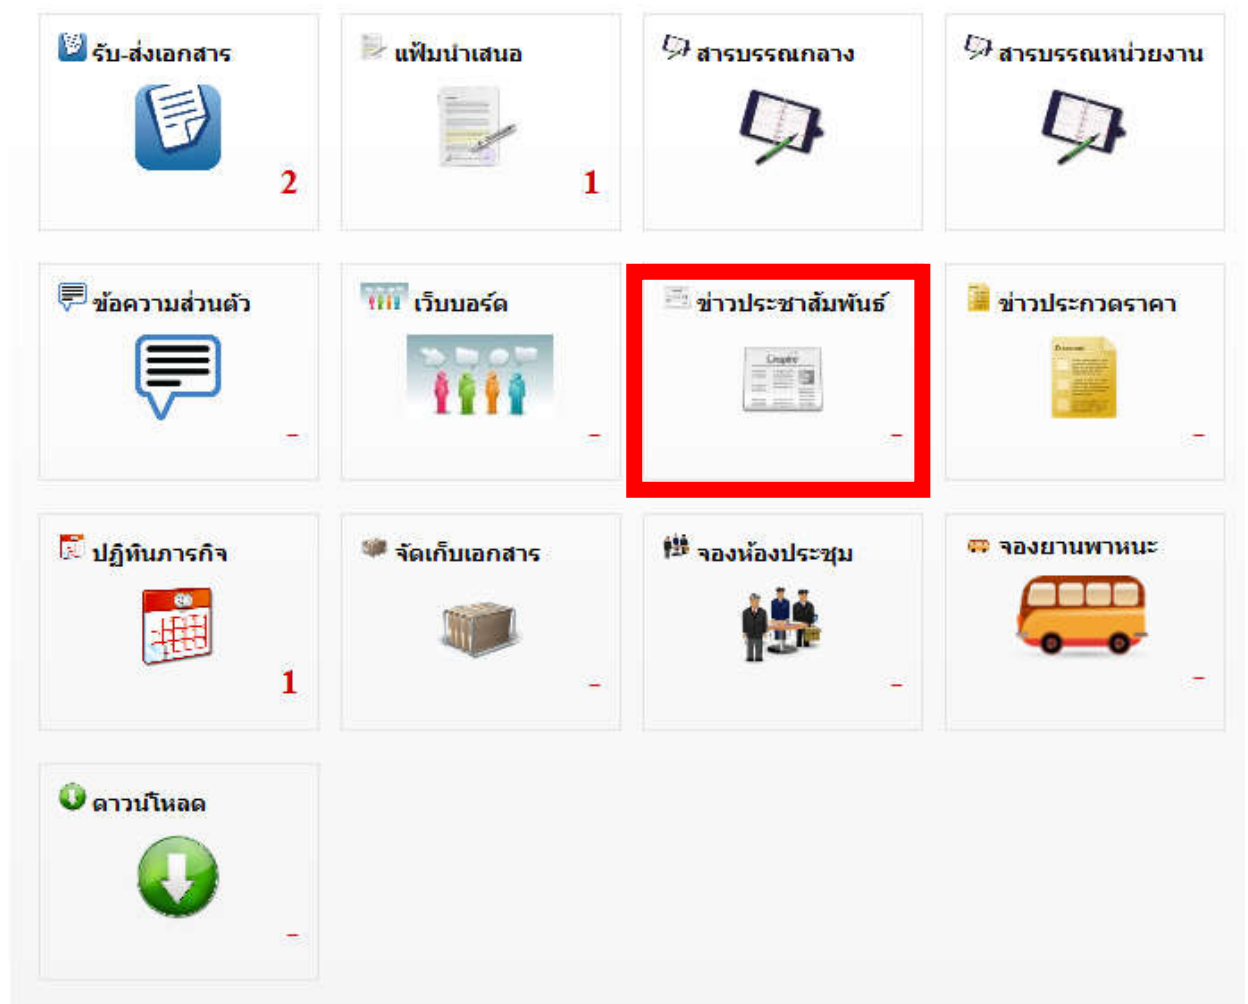 รับ-ส่งเอกสาร
แฟ้มนำเสนอ
สารบรรณกลาง
สารบรรณหน่วยงาน
2
1
ข้อความส่วนตัว
เว็บบอร์ด
ข่าวประชาสัมพันธ์
ข่าวประกวดราคา
-
-
-
-
ปฏิทินภารกิจ
จัดเก็บเอกสาร
จองห้องประชุม
จองยานพาหนะ
1
-
-
-
ดาวน์โหลด
-